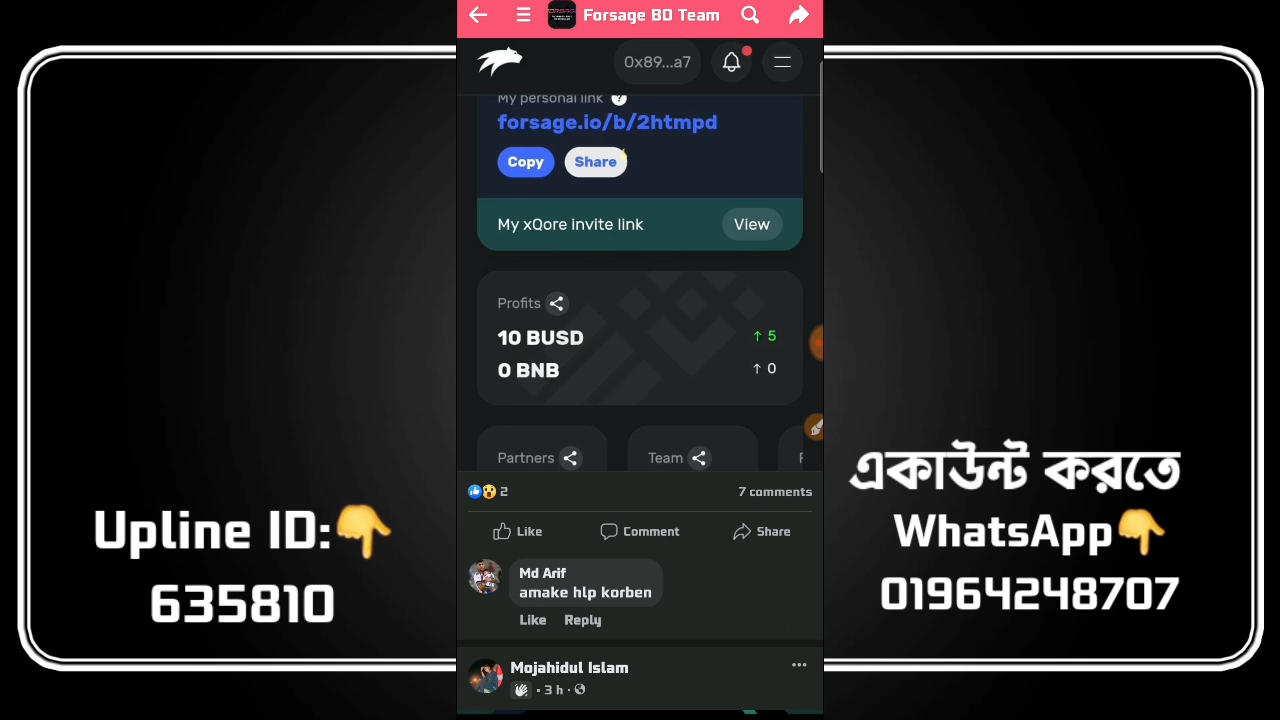 Forsage BD Team
0x89...a7
My personal link ?
forsage.io/b/2htmpd
Copy Share
My xQore invite link View
Profits
10 BUSD ↑ 5
0 BNB ↑ 0
Partners Team
2 7 comments
Like Comment Share
Md Arif
amake hlp korben
Like Reply
Mojahidul Islam
3 h
Upline ID:👇
635810
একাউন্ট করতে
WhatsApp👇
01964248707